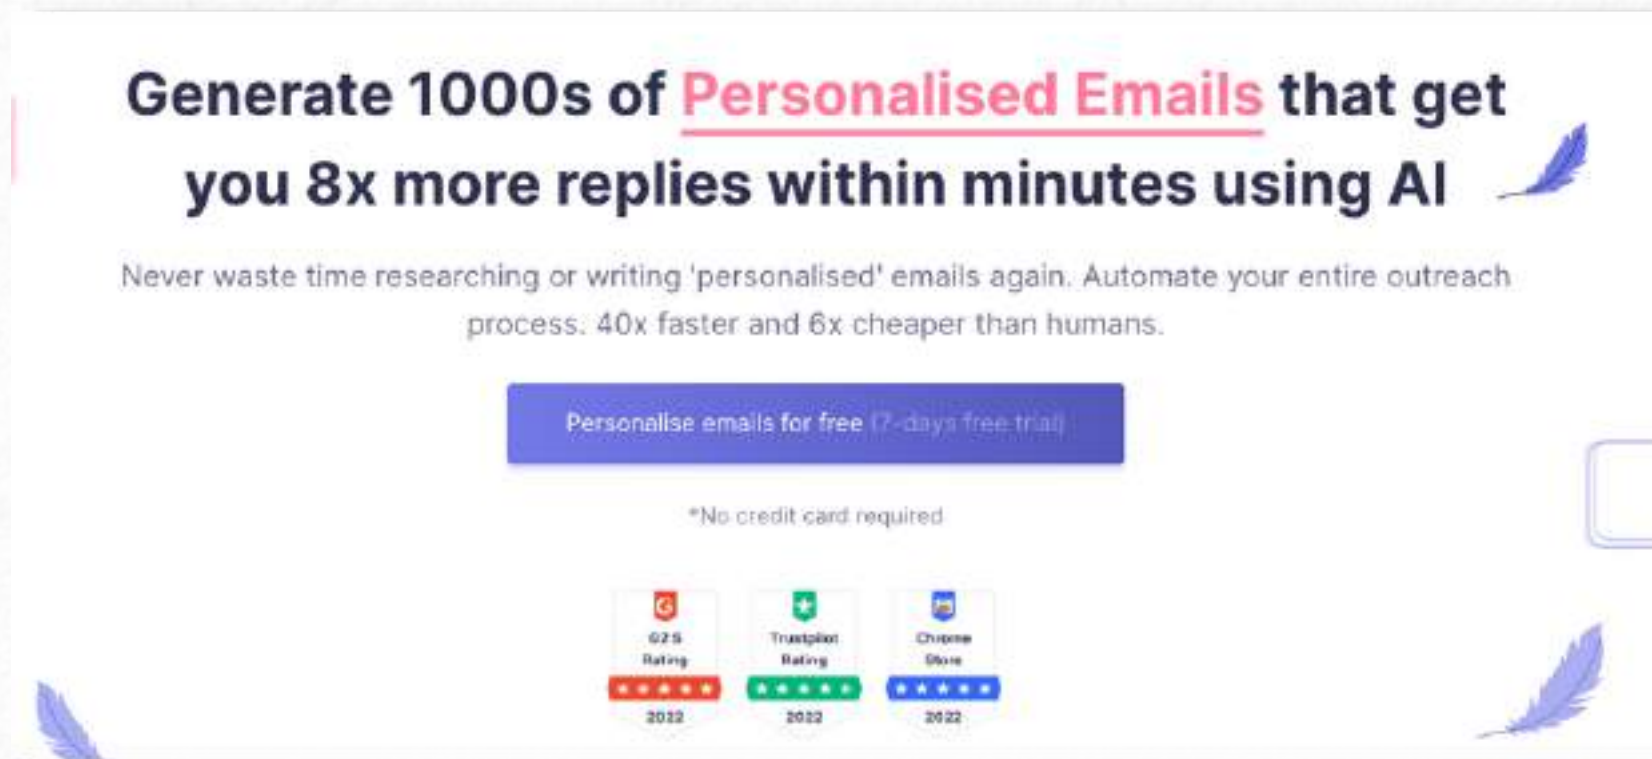 Generate 1000s of Personalised Emails that get
you 8x more replies within minutes using AI
Never waste time researching or writing 'personalised' emails again. Automate your entire outreach
process. 40x faster and 6x cheaper than humans.
Personalise emails for free (7-days free trial)
*No credit card required
Trustpilot Chrome
Rating Rating Store
2022 2022 2022